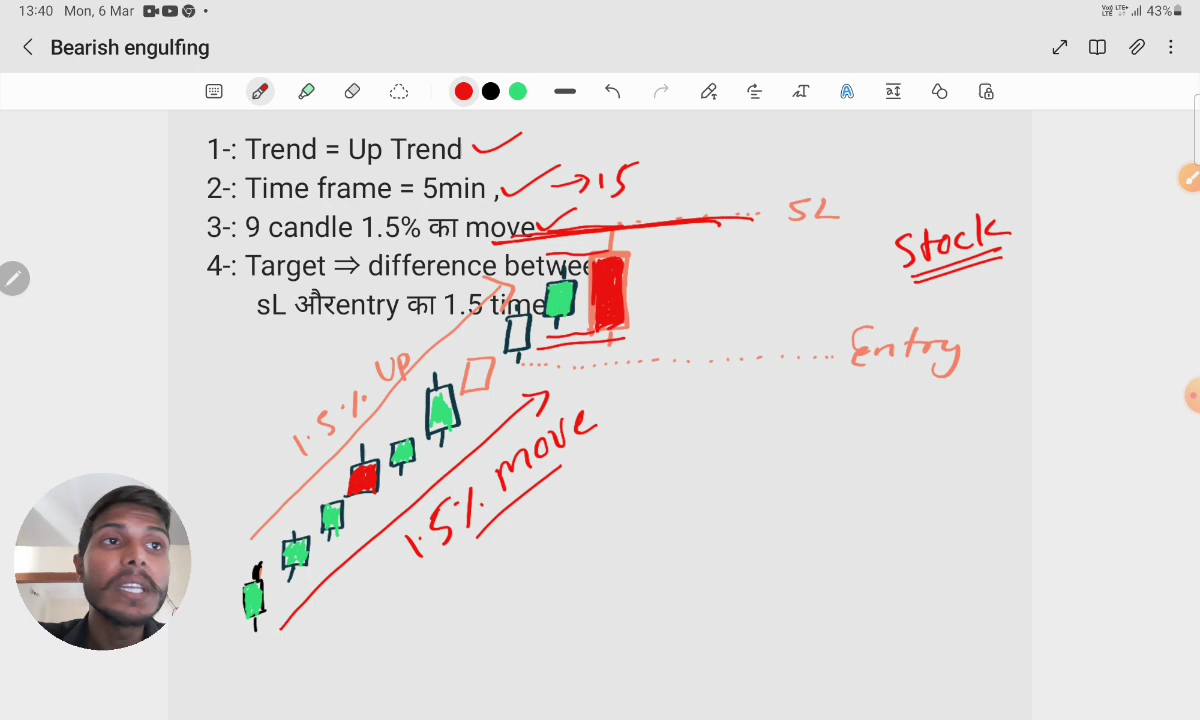 13:40 Mon, 6 Mar
43%
Bearish engulfing
1-: Trend = Up Trend
2-: Time frame = 5min , → 15
3-: 9 candle 1.5% का move
SL
Stock
4-: Target ⇒ difference betwee
sL औरentry का 1.5 time
Entry
1.5% UP
1.5% move